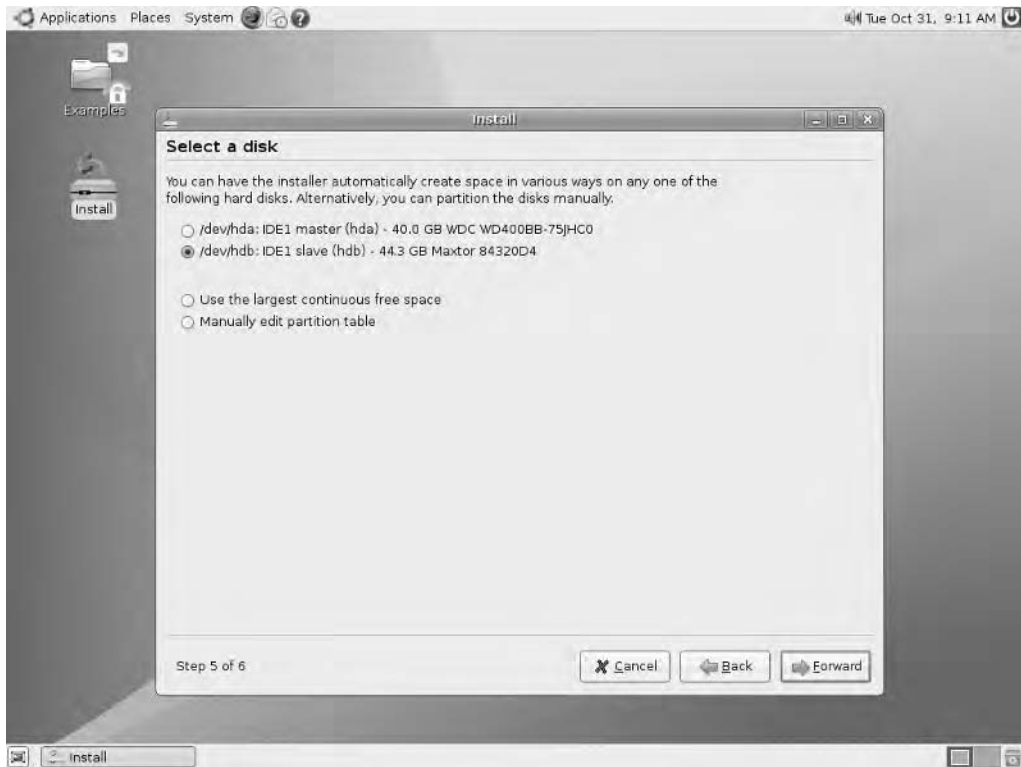 Applications Places System
Tue Oct 31, 9:11 AM
Examples
Install
Install
Select a disk
You can have the installer automatically create space in various ways on any one of the
following hard disks. Alternatively, you can partition the disks manually.
/dev/hda: IDE1 master (hda) - 40.0 GB WDC WD400BB-75JHC0
/dev/hdb: IDE1 slave (hdb) - 44.3 GB Maxtor 84320D4
Use the largest continuous free space
Manually edit partition table
Step 5 of 6
Cancel Back Forward
Install